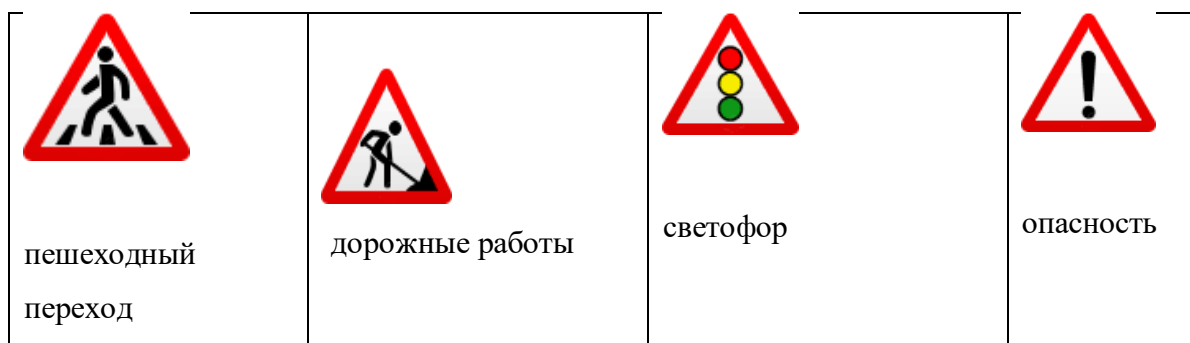 пешеходный
переход
дорожные работы
светофор
опасность